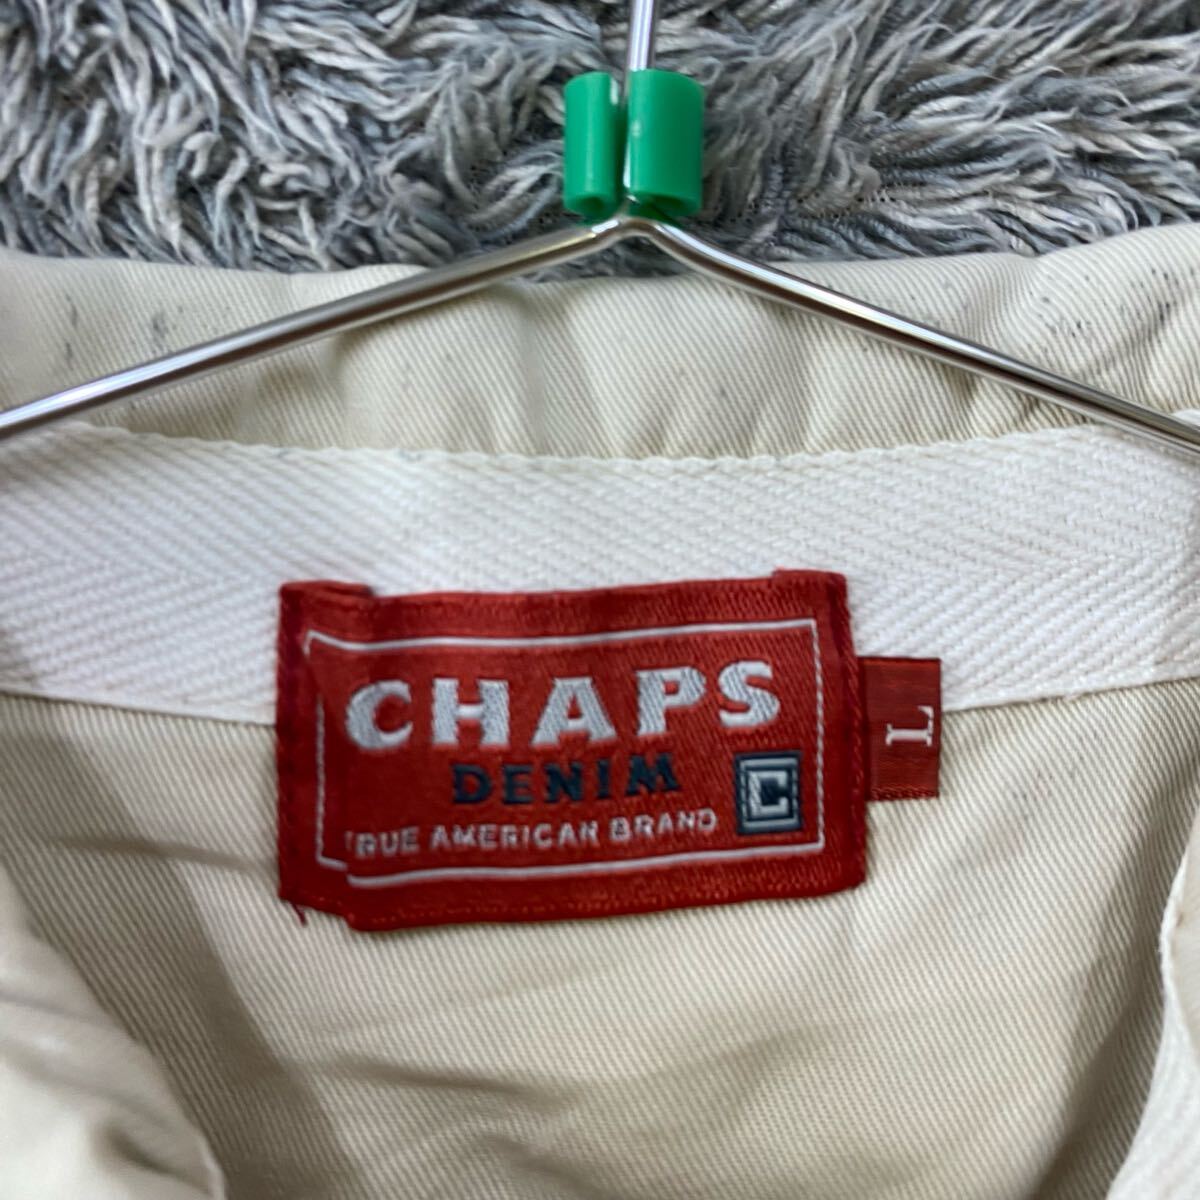 CHAPS
DENIM
C
TRUE AMERICAN BRAND
L